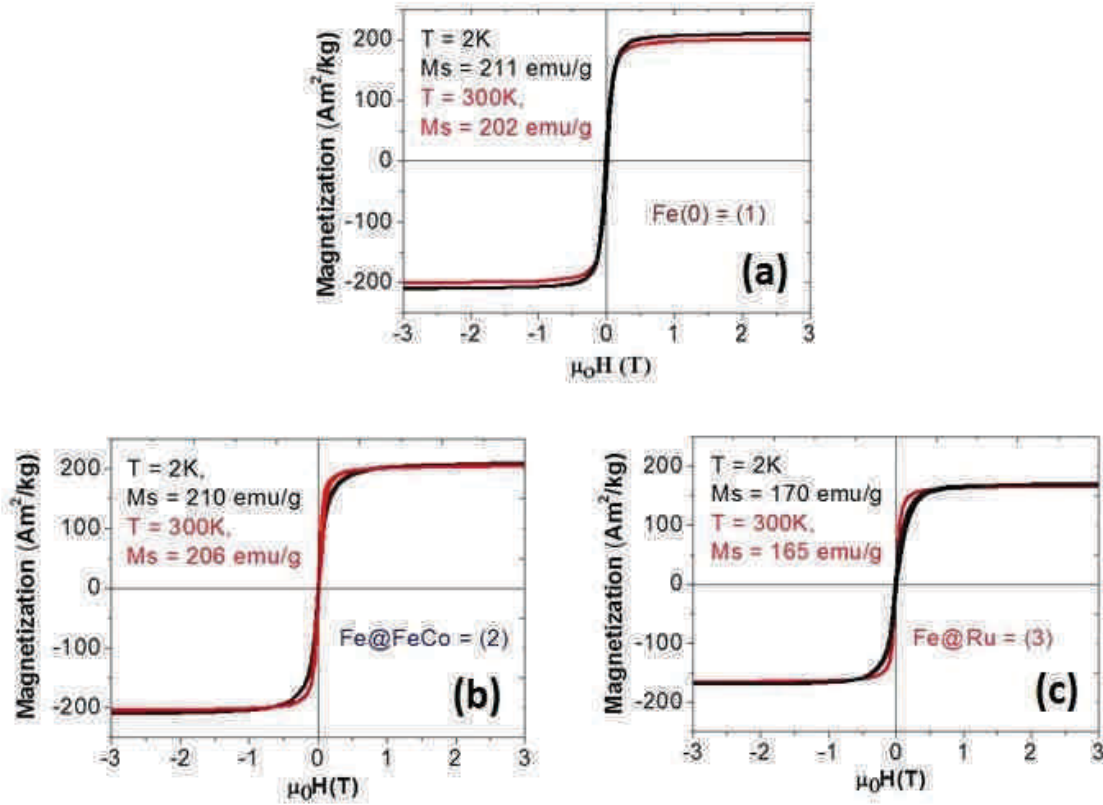 Magnetization (Am²/kg)
200
100
0
-100
-200
T = 2K
Ms = 211 emu/g
T = 300K,
Ms = 202 emu/g
Fe(0) = (1)
(a)
-3 -2 -1 0 1 2 3
μ₀H (T)
Magnetization (Am²/kg)
200
100
0
-100
-200
T = 2K,
Ms = 210 emu/g
T = 300K,
Ms = 206 emu/g
Fe@FeCo = (2)
(b)
-3 -2 -1 0 1 2 3
μ₀H(T)
Magnetization (Am²/kg)
200
100
0
-100
-200
T = 2K
Ms = 170 emu/g
T = 300K,
Ms = 165 emu/g
Fe@Ru = (3)
(c)
-3 -2 -1 0 1 2 3
μ₀H(T)